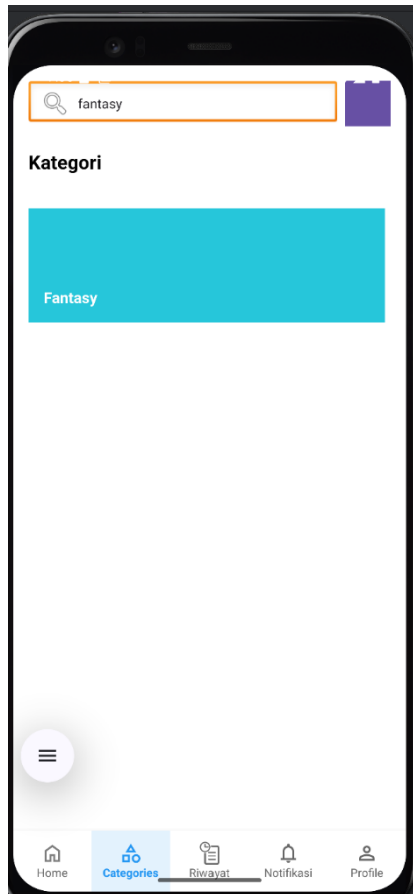 fantasy
Kategori
Fantasy
Home
Categories
Riwayat
Notifikasi
Profile